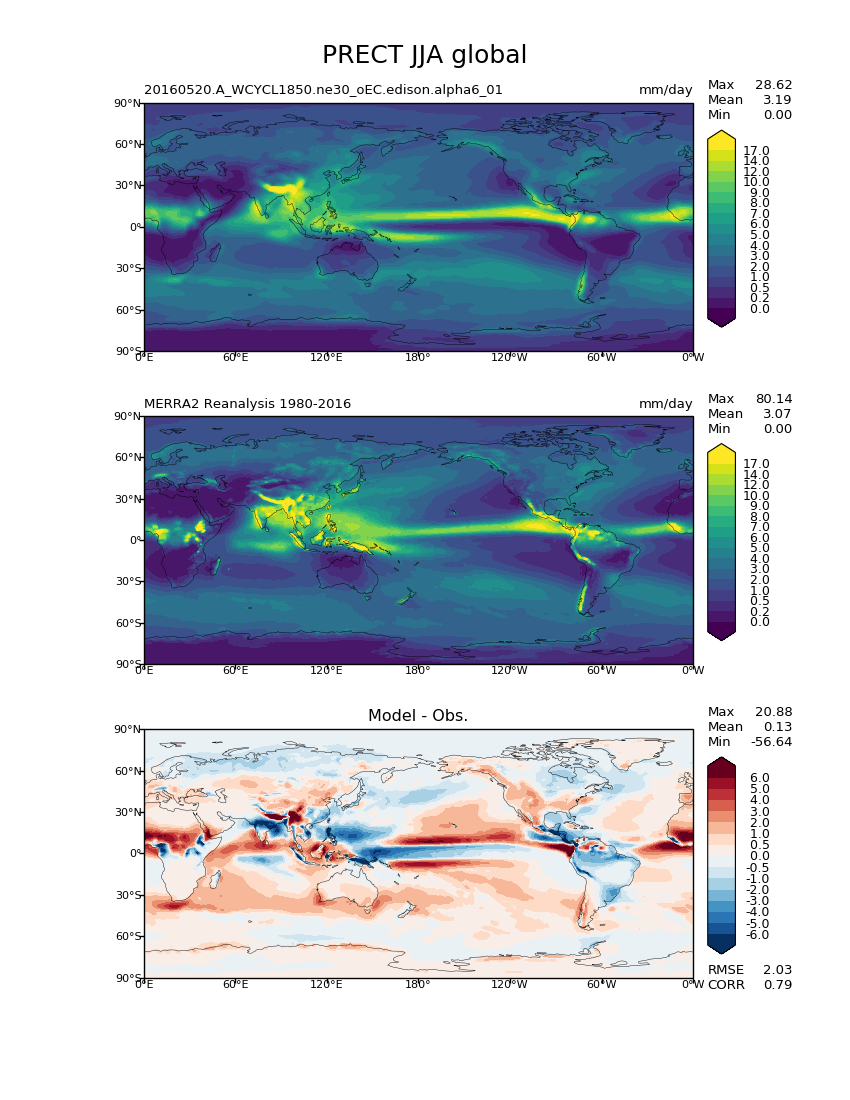 PRECT JJA global
20160520.A_WCYCL1850.ne30_oEC.edison.alpha6_01 mm/day
Max 28.62
Mean 3.19
Min 0.00
90°N
60°N
30°N
0°
30°S
60°S
90°S
0°E 60°E 120°E 180° 120°W 60°W 0°W
17.0
14.0
12.0
10.0
9.0
8.0
7.0
6.0
5.0
4.0
3.0
2.0
1.0
0.5
0.2
0.0
MERRA2 Reanalysis 1980-2016 mm/day
Max 80.14
Mean 3.07
Min 0.00
90°N
60°N
30°N
0°
30°S
60°S
90°S
0°E 60°E 120°E 180° 120°W 60°W 0°W
17.0
14.0
12.0
10.0
9.0
8.0
7.0
6.0
5.0
4.0
3.0
2.0
1.0
0.5
0.2
0.0
Model - Obs.
Max 20.88
Mean 0.13
Min -56.64
90°N
60°N
30°N
0°
30°S
60°S
90°S
0°E 60°E 120°E 180° 120°W 60°W 0°W
6.0
5.0
4.0
3.0
2.0
1.0
0.5
0.0
-0.5
-1.0
-2.0
-3.0
-4.0
-5.0
-6.0
RMSE 2.03
CORR 0.79